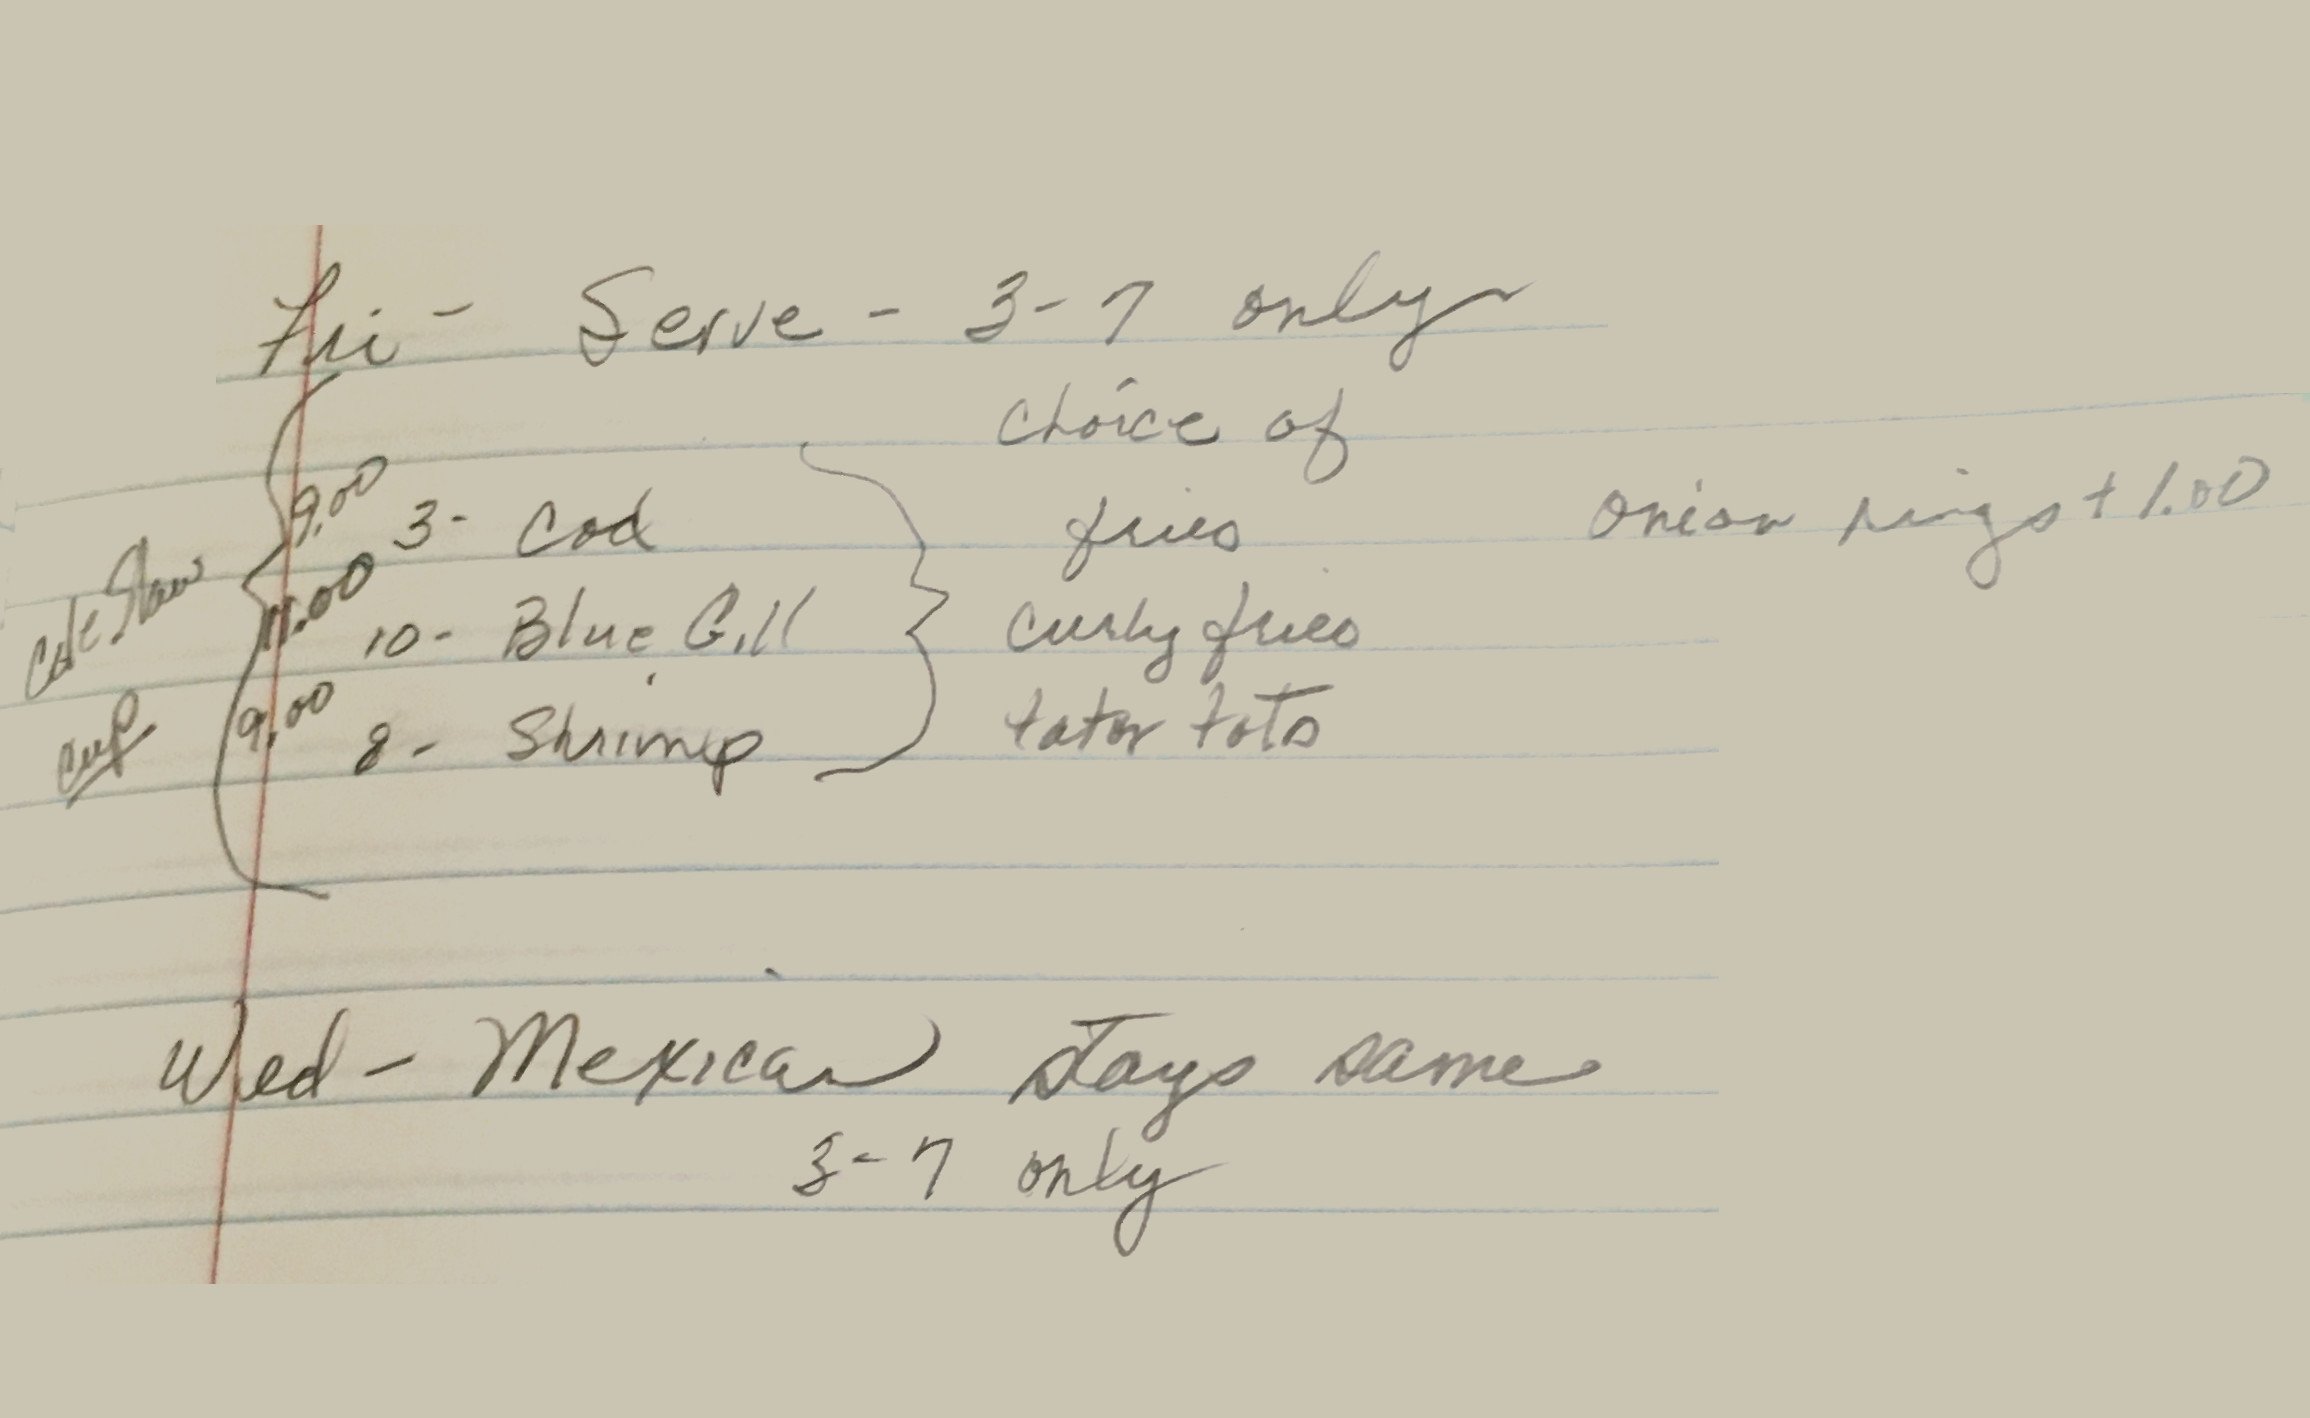 Fri - Serve - 3-7 only
choice of
9.00 3- Cod fries onion rings + 1.00
Cole Slaw
11.00 10- Blue Gill curly fries
cup
9.00 8- Shrimp tator tots
Wed - Mexican stays same
3-7 only